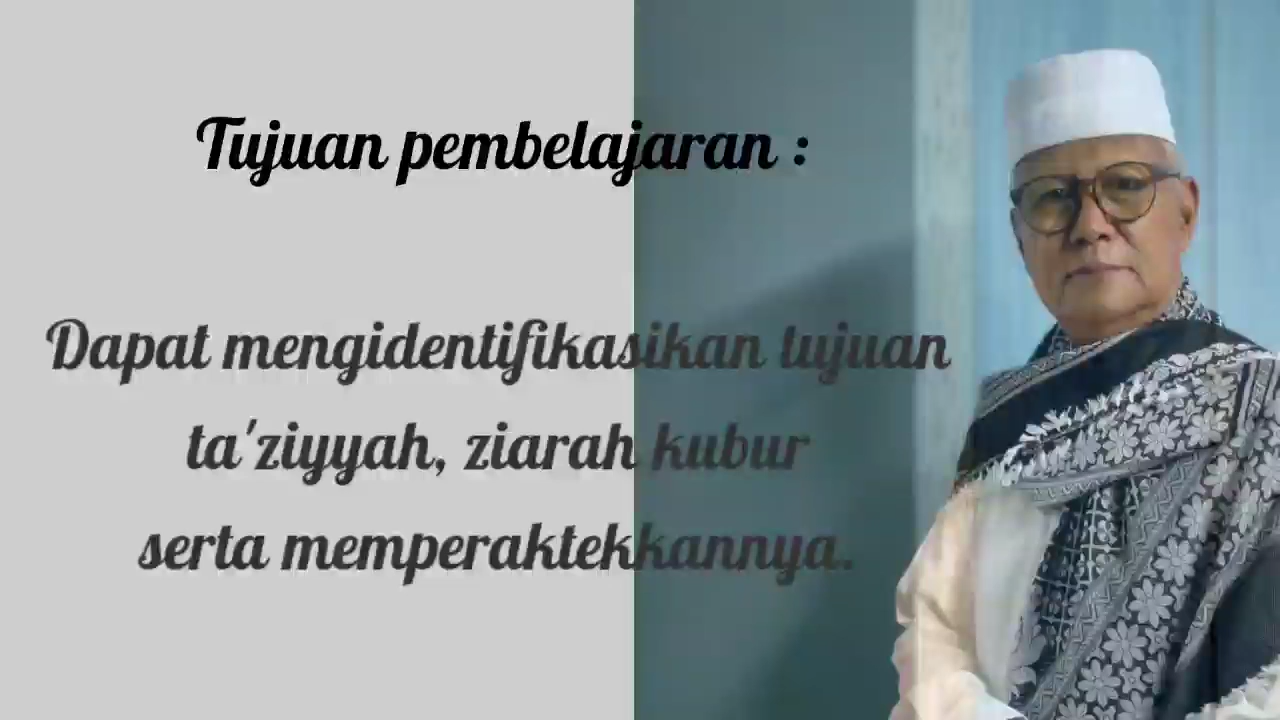 Tujuan pembelajaran :
Dapat mengidentifikasikan tujuan
ta'ziyyah, ziarah kubur
serta memperaktekkannya.